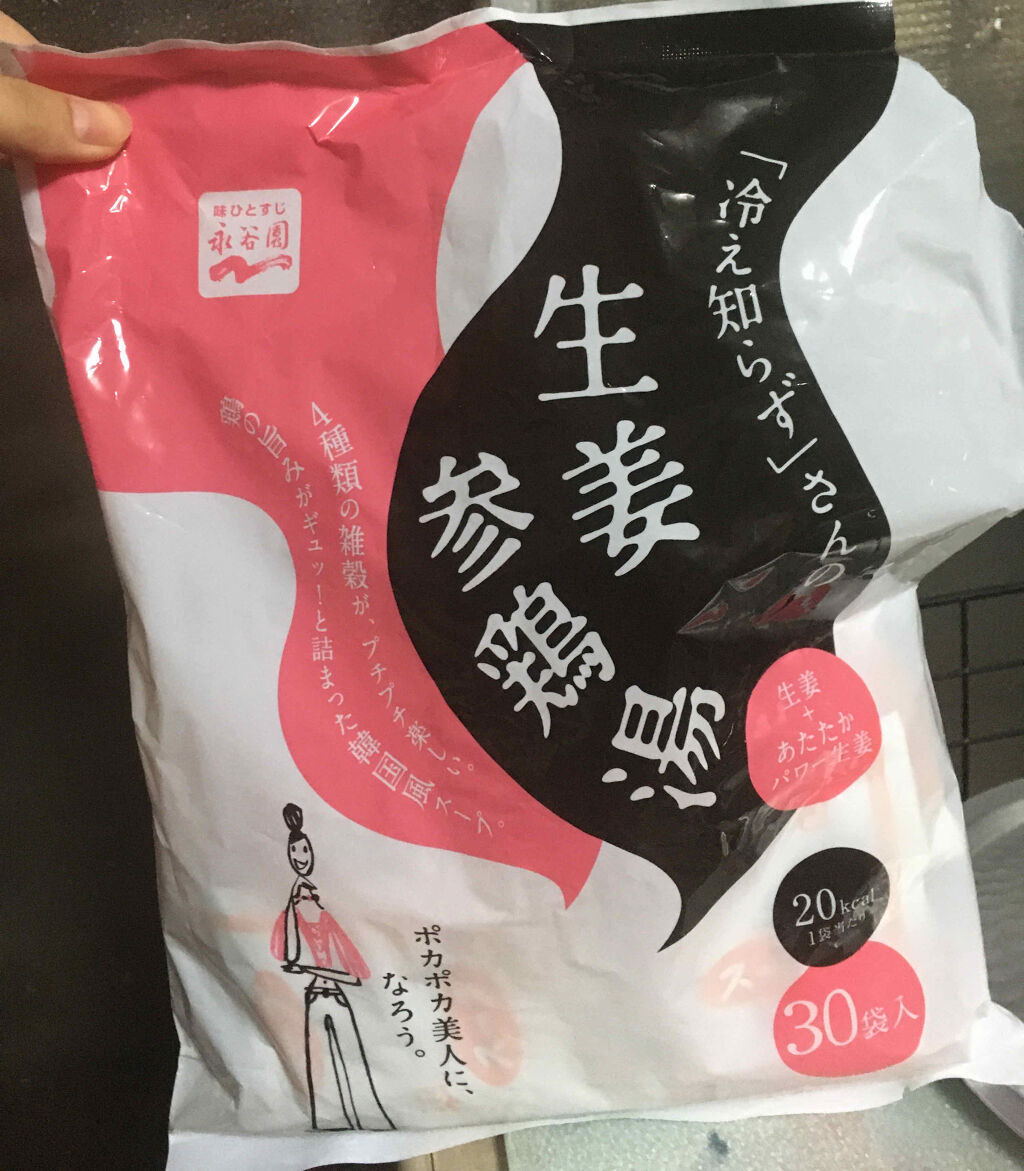 味ひとすじ
永谷園
「冷え知らず」さんの
生姜
参鶏湯
4種類の雑穀が、プチプチ楽しい。
鶏の旨みがギュッ!と詰まった韓国風スープ。
生姜
+
あたたか
パワー生姜
20kcal
1袋当たり
30袋入
ポカポカ美人に、
なろう。